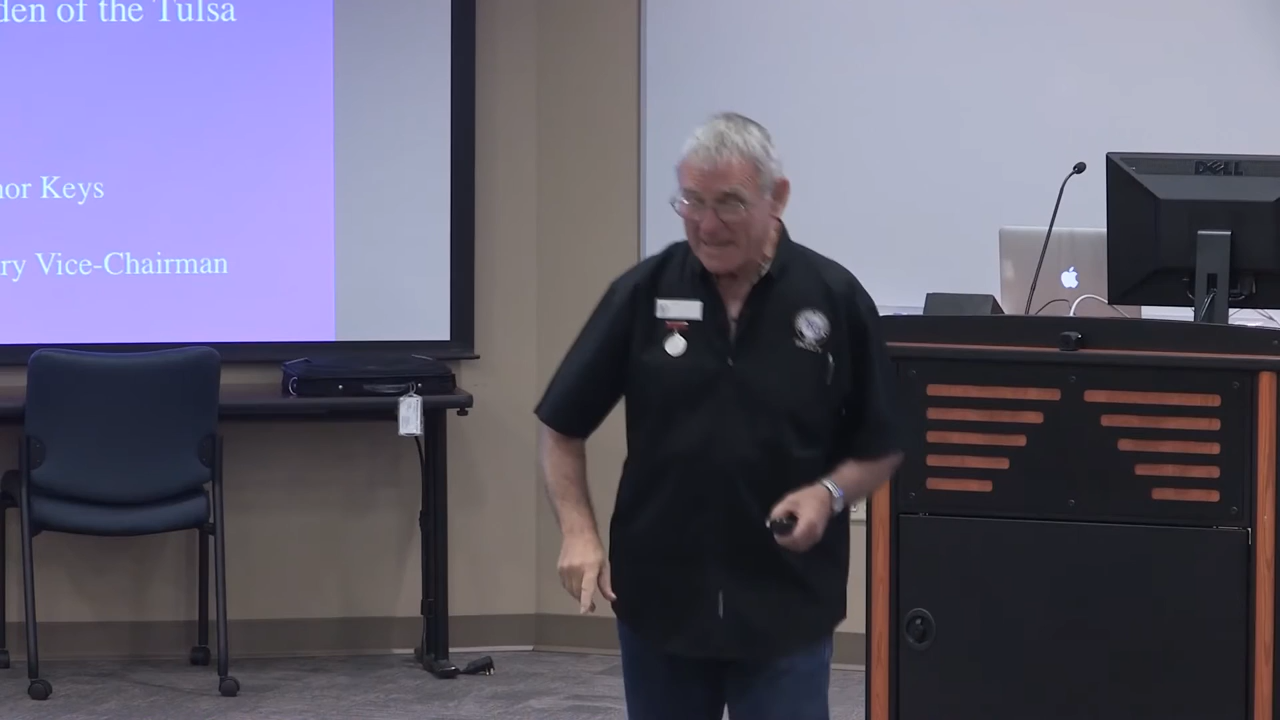 den of the Tulsa
nor Keys
ry Vice-Chairman
DELL